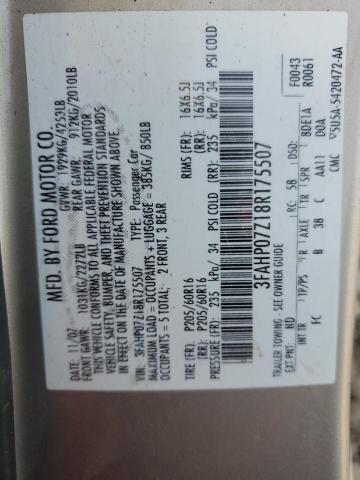 MFD. BY FORD MOTOR CO.
DATE: 11/07 GVWR: 1929KG/4253LB
FRONT GAWR: 1031KG/2272LB REAR GAWR: 912KG/2010LB
THIS VEHICLE CONFORMS TO ALL APPLICABLE FEDERAL MOTOR
VEHICLE SAFETY, BUMPER, AND THEFT PREVENTION STANDARDS
IN EFFECT ON THE DATE OF MANUFACTURE SHOWN ABOVE.
VIN: 3FAHP07Z18R175507 TYPE: Passenger Car
MAXIMUM LOAD = OCCUPANTS + LUGGAGE = 385KG/ 850LB
OCCUPANTS = 5 TOTAL: 2 FRONT, 3 REAR
TIRE (FR): P205/60R16 RIMS (FR): 16X6.5J
(RR): P205/60R16 (RR): 16X6.5J
PRESSURE (FR): 235 kPa/ 34 PSI COLD (RR): 235 kPa/ 34 PSI COLD
3FAHP07Z18R175507
F0043
R0061
TRAILER TOWING - SEE OWNER GUIDE
EXT PNT: ND RC: 5B DSO:
INT TR TP/PS R AXLE TR SPR
FC B 38 C AA11 DOA
CMC 5U5A-5420472-AA